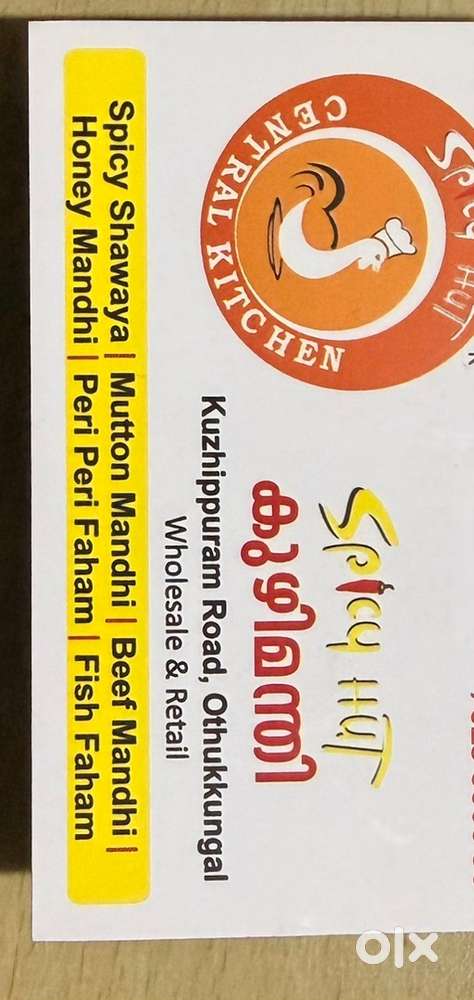 Spicy Hut
CENTRAL KITCHEN
Spicy HUT
കുഴിമന്തി
Kuzhippuram Road, Othukkungal
Wholesale & Retail
Spicy Shawaya | Mutton Mandhi | Beef Mandhi |
Honey Mandhi | Peri Peri Faham | Fish Faham
olx